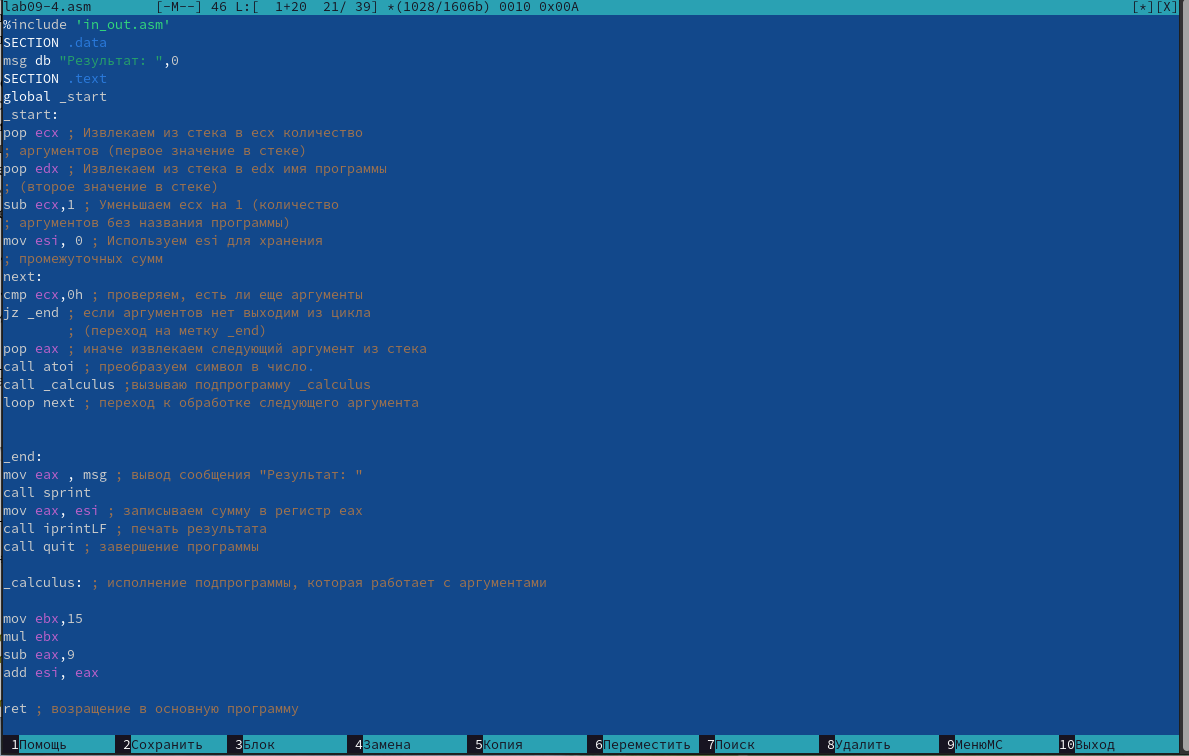 lab09-4.asm [-M--] 46 L:[ 1+20 21/ 39] *(1028/1606b) 0010 0x00A [*][X]
%include 'in_out.asm'
SECTION .data
msg db "Результат: ",0
SECTION .text
global _start
_start:
pop ecx ; Извлекаем из стека в ecx количество
; аргументов (первое значение в стеке)
pop edx ; Извлекаем из стека в edx имя программы
; (второе значение в стеке)
sub ecx,1 ; Уменьшаем ecx на 1 (количество
; аргументов без названия программы)
mov esi, 0 ; Используем esi для хранения
; промежуточных сумм
next:
cmp ecx,0h ; проверяем, есть ли еще аргументы
jz _end ; если аргументов нет выходим из цикла
; (переход на метку _end)
pop eax ; иначе извлекаем следующий аргумент из стека
call atoi ; преобразуем символ в число.
call _calculus ;вызываю подпрограмму _calculus
loop next ; переход к обработке следующего аргумента
_end:
mov eax , msg ; вывод сообщения "Результат: "
call sprint
mov eax, esi ; записываем сумму в регистр eax
call iprintLF ; печать результата
call quit ; завершение программы
_calculus: ; исполнение подпрограммы, которая работает с аргументами
mov ebx,15
mul ebx
sub eax,9
add esi, eax
ret ; возращение в основную программу
1Помощь 2Сохранить 3Блок 4Замена 5Копия 6Переместить 7Поиск 8Удалить 9МенюMC 10Выход